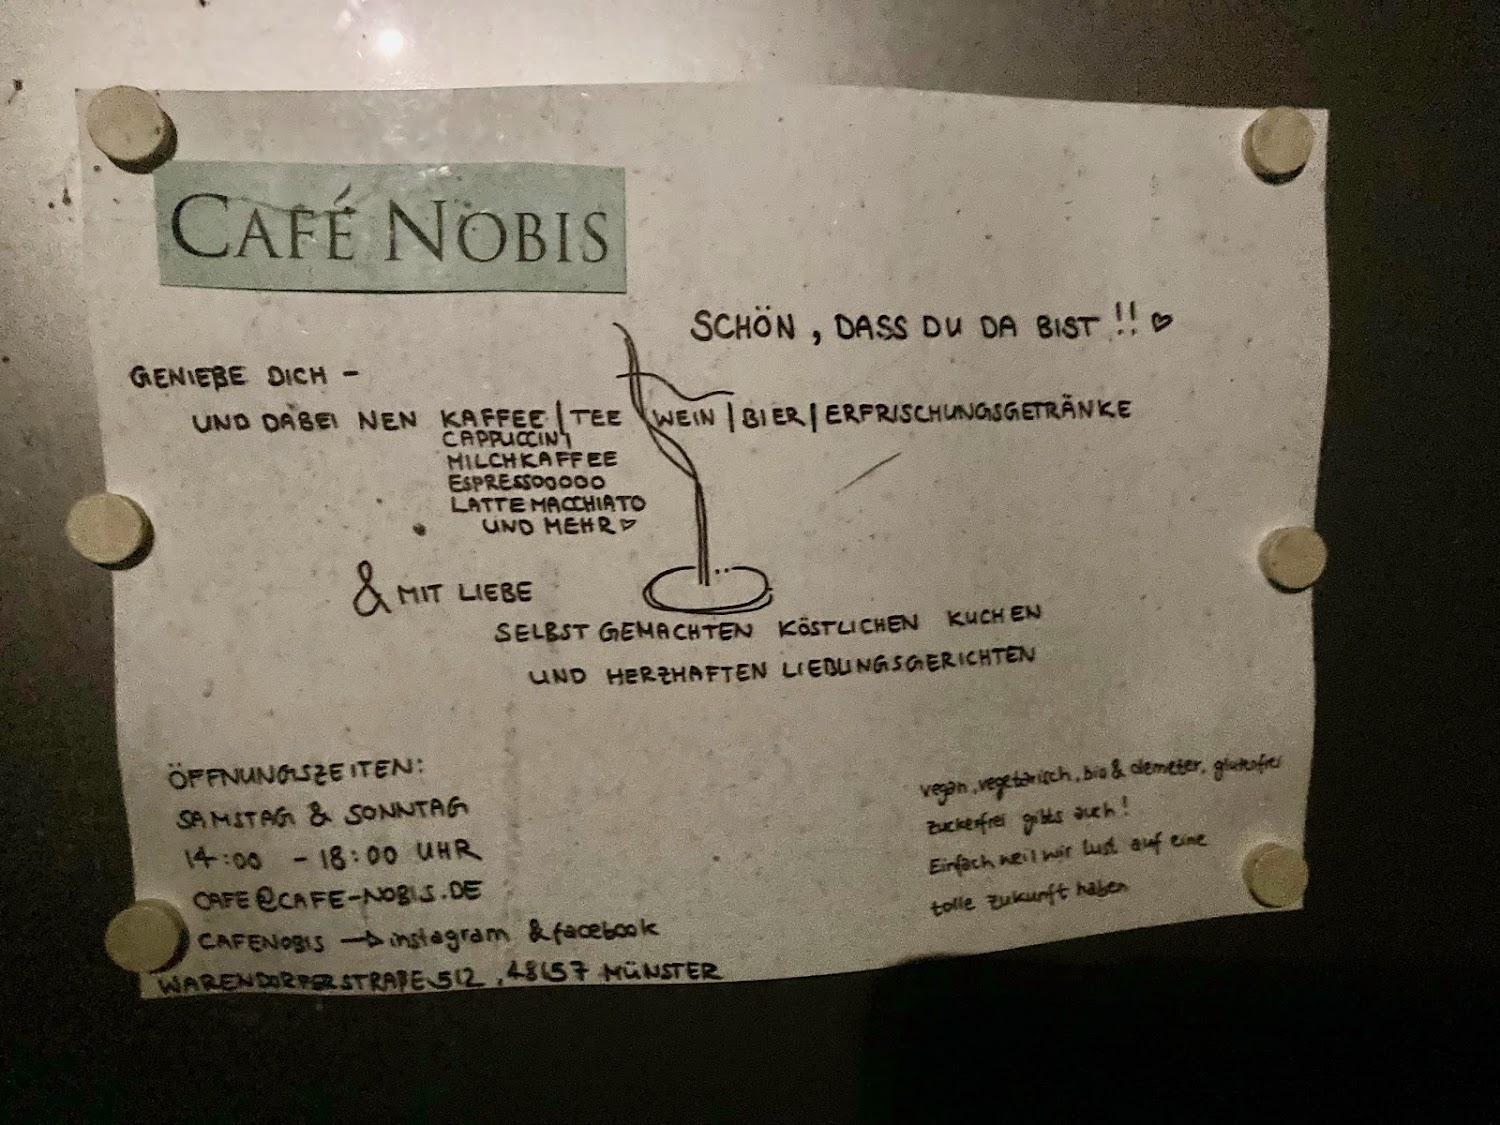 CAFÉ NOBIS
SCHÖN, DASS DU DA BIST!! ♡
GENIEßE DICH -
UND DABEI NEN KAFFEE | TEE | WEIN | BIER | ERFRISCHUNGSGETRÄNKE
CAPPUCCINI
MILCHKAFFEE
ESPRESSOOOOO
LATTE MACCHIATO
UND MEHR ♡
& MIT LIEBE
SELBST GEMACHTEN KÖSTLICHEN KUCHEN
UND HERZHAFTEN LIEBLINGSGERICHTEN
ÖFFNUNGSZEITEN:
SAMSTAG & SONNTAG
14:00 - 18:00 UHR
CAFE@CAFE-NOBIS.DE
CAFENOBIS → instagram & facebook
WARENDORFERSTRAßE 512, 48157 MÜNSTER
vegan, vegetarisch, bio & demeter, glutenfrei
zuckerfrei gibts auch!
Einfach weil wir Lust auf eine
tolle Zukunft haben